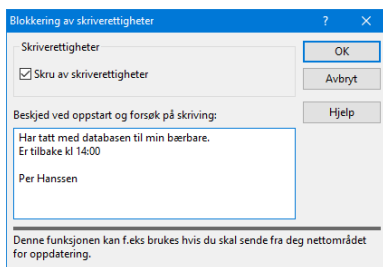 Blokkering av skriverettigheter ? ×
Skriverettigheter
OK
Skru av skriverettigheter
Avbryt
Beskjed ved oppstart og forsøk på skriving:
Hjelp
Har tatt med databasen til min bærbare.
Er tilbake kl 14:00
Per Hanssen
Denne funksjonen kan f.eks brukes hvis du skal sende fra deg nettområdet
for oppdatering.